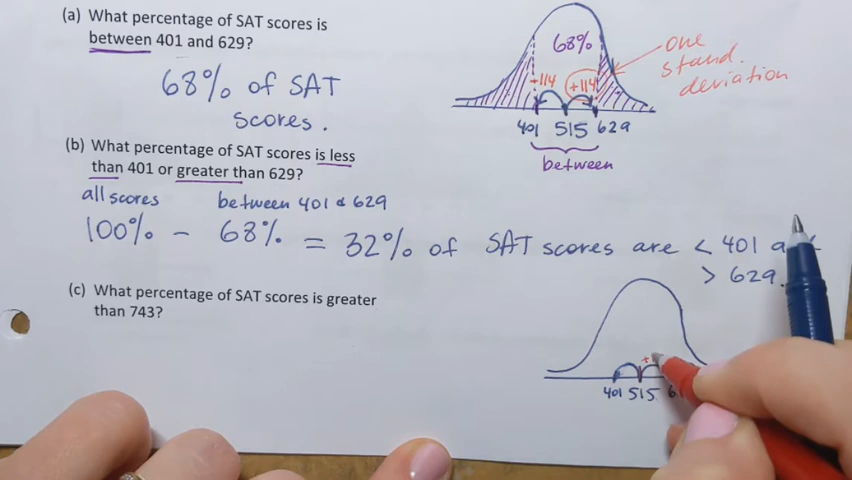 (a) What percentage of SAT scores is
between 401 and 629?
68% of SAT
scores.
68%
+114 +114
401 515 629
between
one
stand.
deviation
(b) What percentage of SAT scores is less
than 401 or greater than 629?
all scores between 401 & 629
100% - 68% = 32% of SAT scores are < 401
> 629.
(c) What percentage of SAT scores is greater
than 743?
401 515